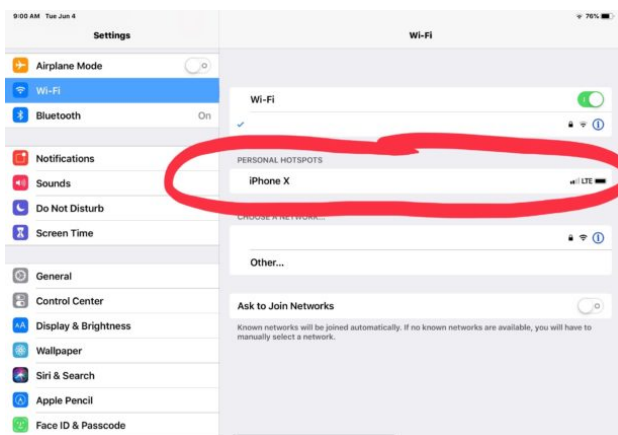 9:00 AM Tue Jun 4
76%
Settings
Wi-Fi
Airplane Mode
Wi-Fi
Bluetooth
On
Notifications
Sounds
Do Not Disturb
Screen Time
General
Control Center
Display & Brightness
Wallpaper
Siri & Search
Apple Pencil
Face ID & Passcode
Wi-Fi
PERSONAL HOTSPOTS
iPhone X
LTE
CHOOSE A NETWORK...
Other...
Ask to Join Networks
Known networks will be joined automatically. If no known networks are available, you will have to
manually select a network.